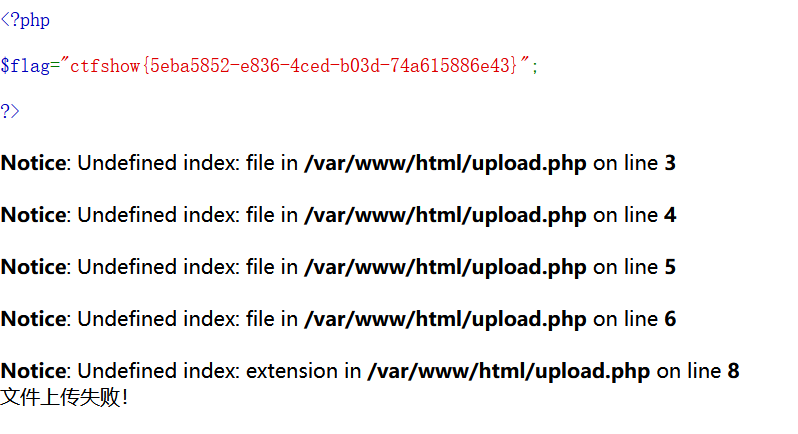 <?php
$flag="ctfshow{5eba5852-e836-4ced-b03d-74a615886e43}";
?>
Notice: Undefined index: file in /var/www/html/upload.php on line 3
Notice: Undefined index: file in /var/www/html/upload.php on line 4
Notice: Undefined index: file in /var/www/html/upload.php on line 5
Notice: Undefined index: file in /var/www/html/upload.php on line 6
Notice: Undefined index: extension in /var/www/html/upload.php on line 8
文件上传失败!